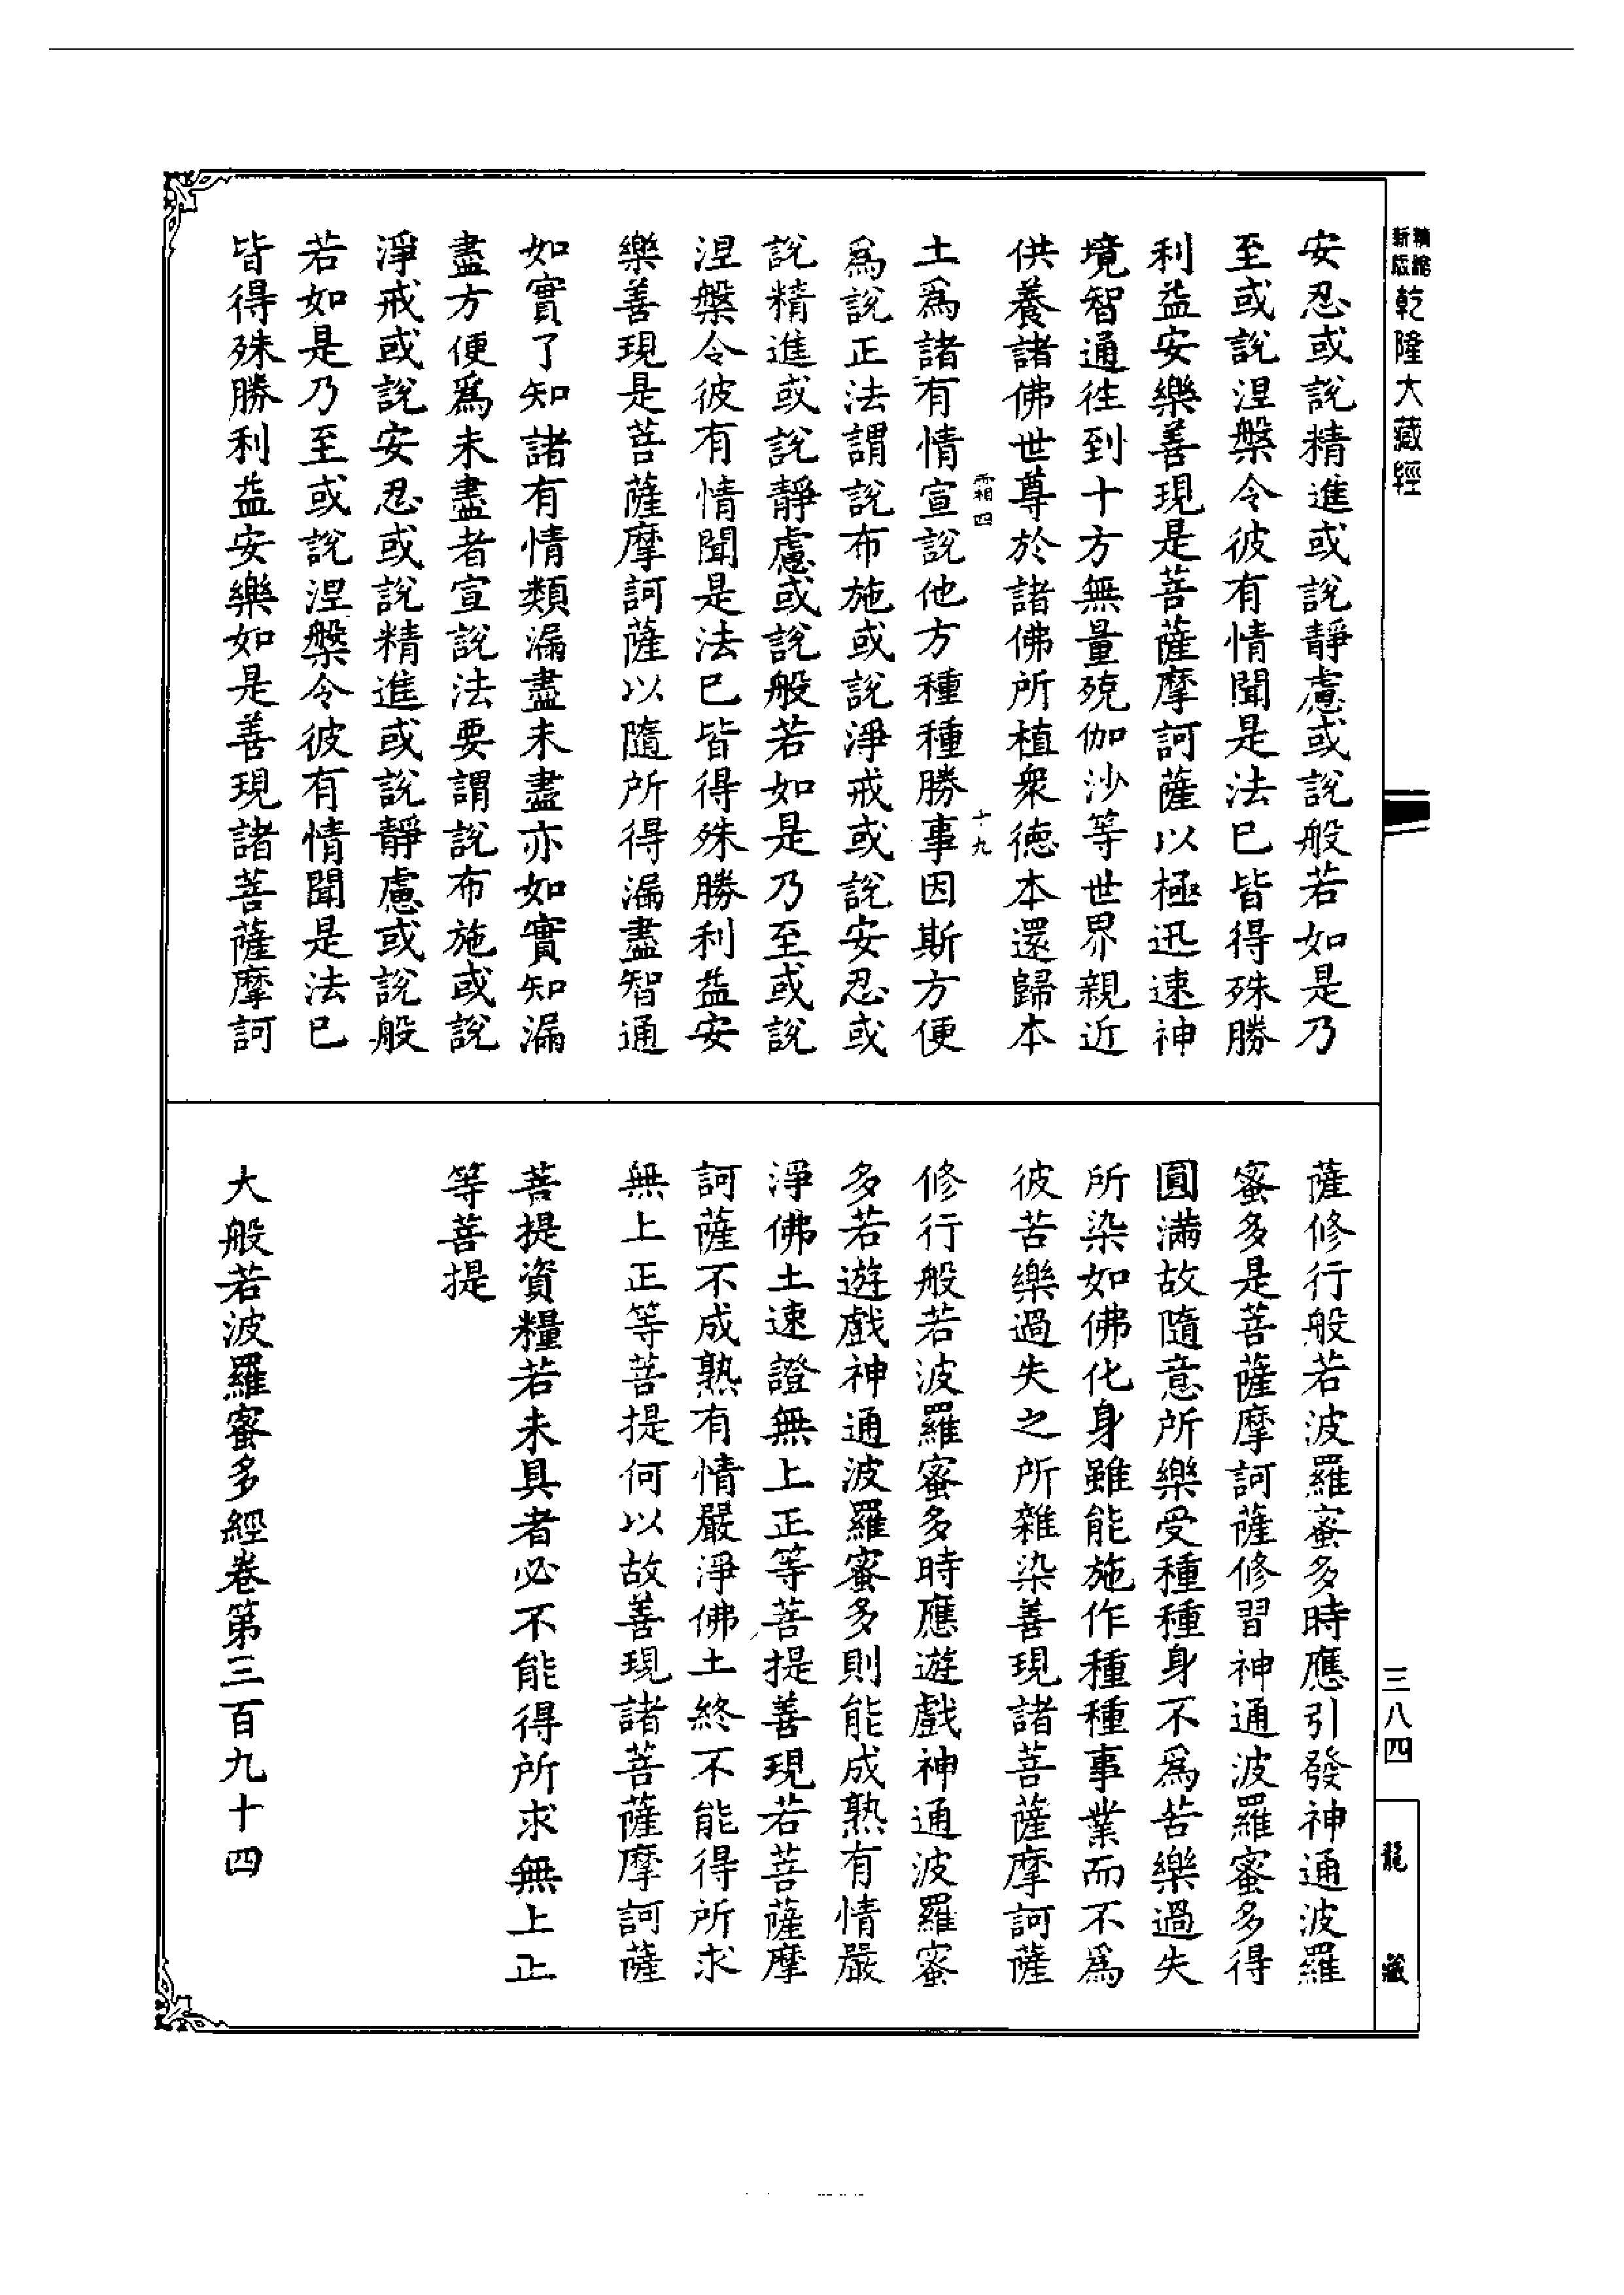 新版
精縮
乾隆大藏經
三八四
龍藏
安忍或說精進或說靜慮或說般若如是乃
至或說涅槃令彼有情聞是法已皆得殊勝
利益安樂善現是菩薩摩訶薩以極迅速神
境智通往到十方無量殑伽沙等世界親近
供養諸佛世尊於諸佛所植衆德本還歸本
土爲諸有情宣說他方種種勝事因斯方便
爲說正法謂說布施或說淨戒或說安忍或
說精進或說靜慮或說般若如是乃至或說
涅槃令彼有情聞是法已皆得殊勝利益安
樂善現是菩薩摩訶薩以隨所得漏盡智通
如實了知諸有情類漏盡未盡亦如實知漏
盡方便爲未盡者宣說法要謂說布施或說
淨戒或說安忍或說精進或說靜慮或說般
若如是乃至或說涅槃令彼有情聞是法已
皆得殊勝利益安樂如是善現諸菩薩摩訶
四
十九
薩修行般若波羅蜜多時應引發神通波羅
蜜多是菩薩摩訶薩修習神通波羅蜜多得
圓滿故隨意所樂受種種身不爲苦樂過失
所染如佛化身雖能施作種種事業而不爲
彼苦樂過失之所雜染善現諸菩薩摩訶薩
修行般若波羅蜜多時應遊戲神通波羅蜜
多若遊戲神通波羅蜜多則能成熟有情嚴
淨佛土速證無上正等菩提善現若菩薩摩
訶薩不成熟有情嚴淨佛土終不能得所求
無上正等菩提何以故善現諸菩薩摩訶薩
菩提資糧若未具者必不能得所求無上正
等菩提
大般若波羅蜜多經卷第三百九十四